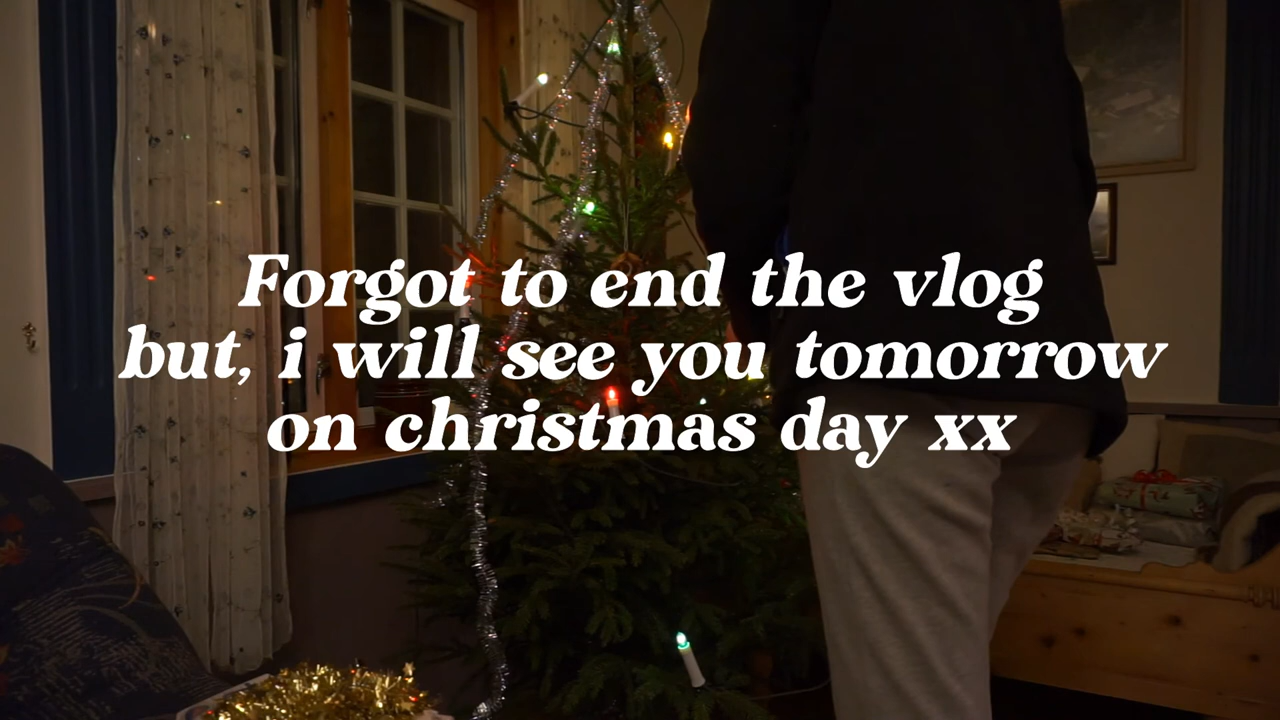 Forgot to end the vlog
but, i will see you tomorrow
on christmas day xx